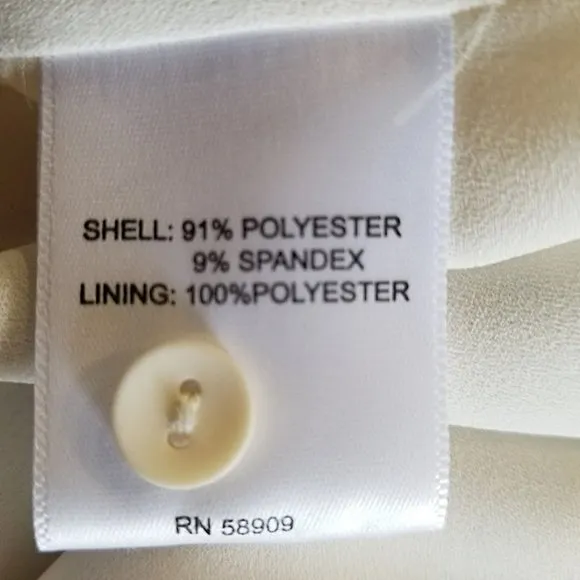 SHELL: 91% POLYESTER
9% SPANDEX
LINING: 100%POLYESTER
RN 58909